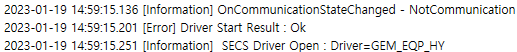 2023-01-19 14:59:15.136 [Information] OnCommunicationStateChanged - NotCommunication
2023-01-19 14:59:15.201 [Error] Driver Start Result : Ok
2023-01-19 14:59:15.251 [Information]  SECS Driver Open : Driver=GEM_EQP_HY